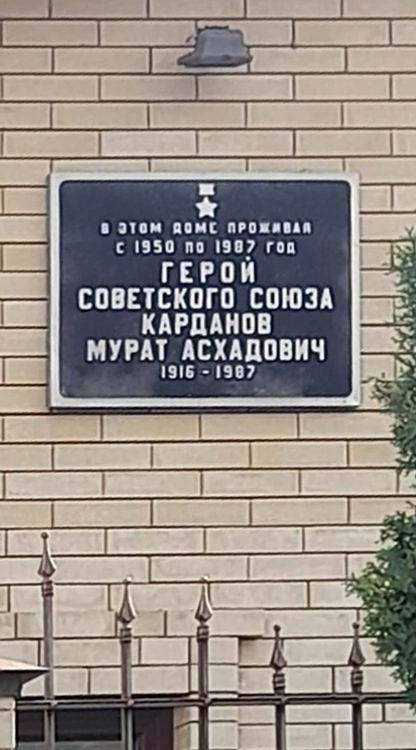 В ЭТОМ ДОМЕ ПРОЖИВАЛ
С 1950 ПО 1987 ГОД
ГЕРОЙ
СОВЕТСКОГО СОЮЗА
КАРДАНОВ
МУРАТ АСХАДОВИЧ
1916 - 1987